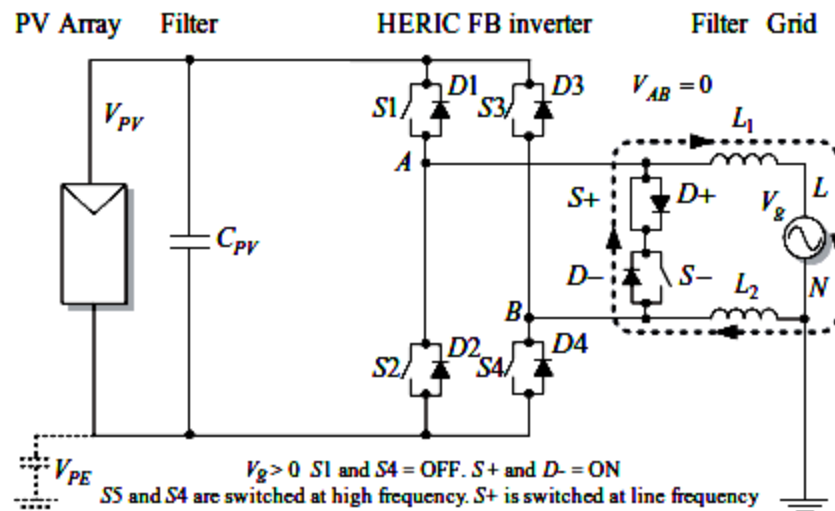 PV Array Filter HERIC FB inverter Filter Grid
V_PV
S1 D1 S3 D3
V_AB = 0
L_1
A
S+ D+
V_g
L
C_PV
D− S−
L_2
N
B
S2 D2 S4 D4
V_PE
V_g > 0 S1 and S4 = OFF. S+ and D- = ON
S5 and S4 are switched at high frequency. S+ is switched at line frequency